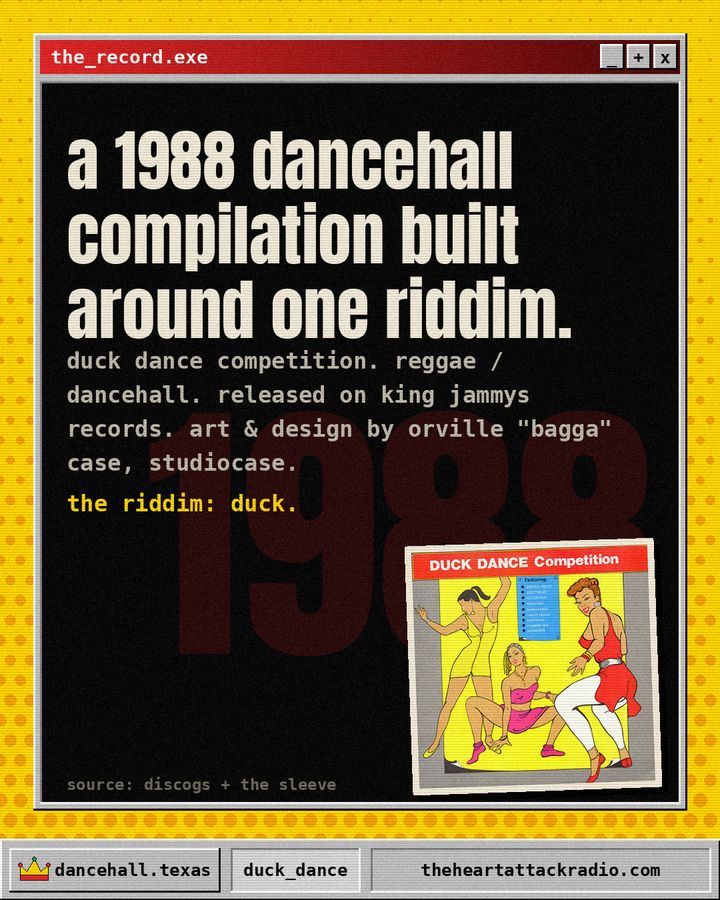 the_record.exe
_ + x
a 1988 dancehall
compilation built
around one riddim.
duck dance competition. reggae /
dancehall. released on king jammys
records. art & design by orville "bagga"
case, studiocase.
the riddim: duck.
1988
DUCK DANCE Competition
Featuring:
source: discogs + the sleeve
dancehall.texas
duck_dance
theheartattackradio.com